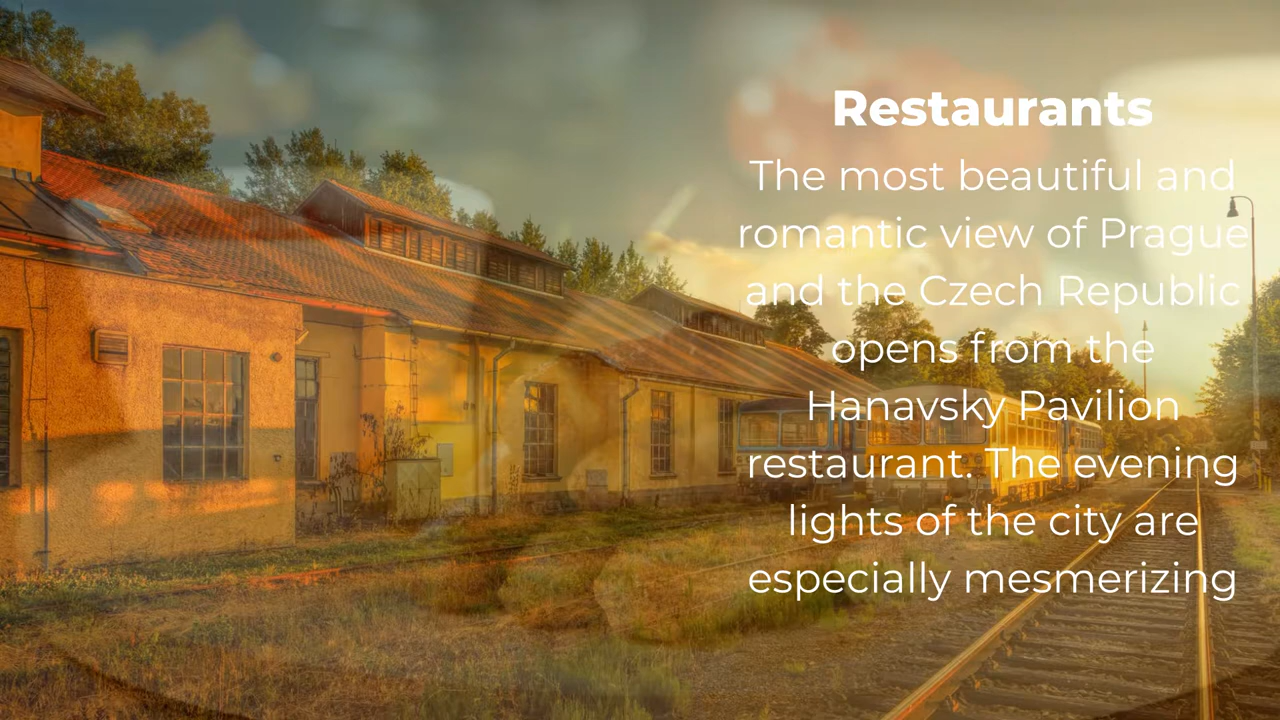 Restaurants
The most beautiful and
romantic view of Prague
and the Czech Republic
opens from the
Hanavsky Pavilion
restaurant. The evening
lights of the city are
especially mesmerizing